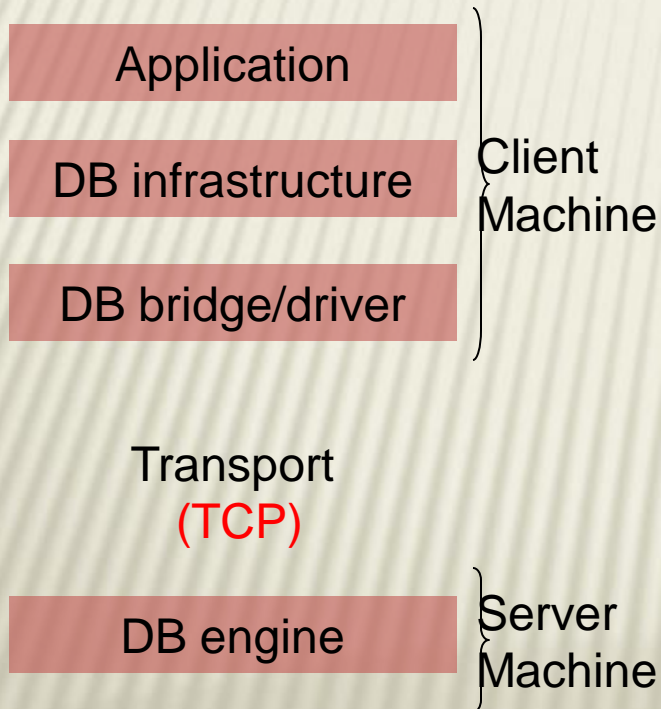 Application
DB infrastructure
Client
Machine
DB bridge/driver
Transport
(TCP)
DB engine
Server
Machine